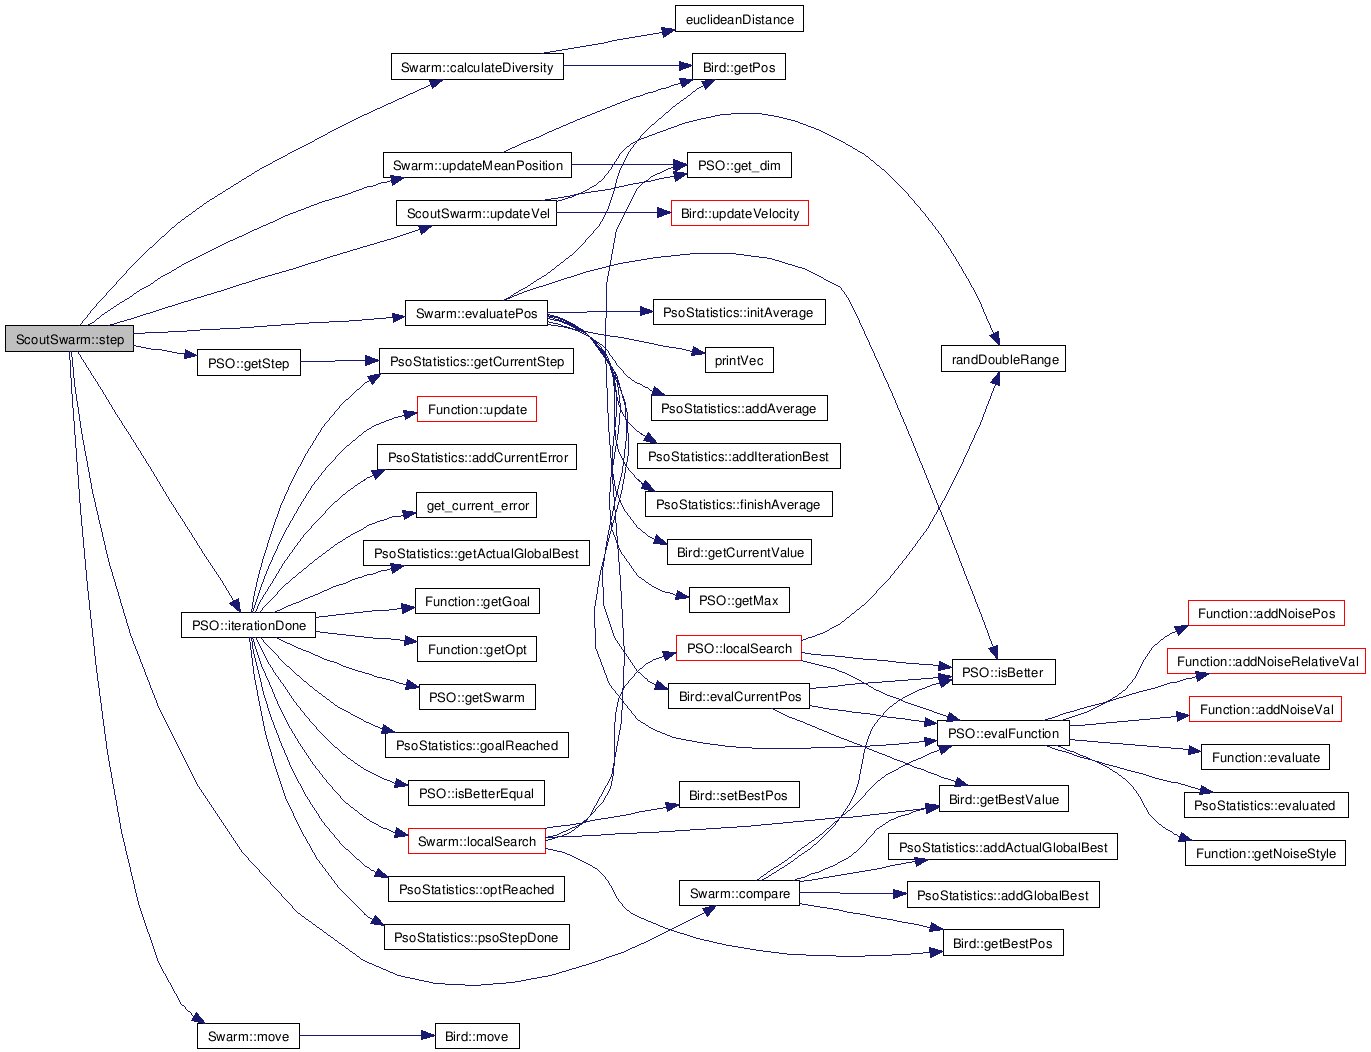 euclideanDistance
Swarm::calculateDiversity
Bird::getPos
Swarm::updateMeanPosition
PSO::get_dim
ScoutSwarm::updateVel
Bird::updateVelocity
Swarm::evaluatePos
PsoStatistics::initAverage
ScoutSwarm::step
PSO::getStep
PsoStatistics::getCurrentStep
printVec
randDoubleRange
Function::update
PsoStatistics::addAverage
PsoStatistics::addCurrentError
PsoStatistics::addIterationBest
get_current_error
PsoStatistics::finishAverage
PsoStatistics::getActualGlobalBest
Bird::getCurrentValue
Function::getGoal
PSO::getMax
Function::addNoisePos
PSO::iterationDone
Function::getOpt
PSO::localSearch
Function::addNoiseRelativeVal
PSO::isBetter
PSO::getSwarm
Bird::evalCurrentPos
Function::addNoiseVal
PsoStatistics::goalReached
PSO::evalFunction
Function::evaluate
PSO::isBetterEqual
Bird::setBestPos
Bird::getBestValue
PsoStatistics::evaluated
Swarm::localSearch
PsoStatistics::addActualGlobalBest
Function::getNoiseStyle
PsoStatistics::optReached
Swarm::compare
PsoStatistics::addGlobalBest
PsoStatistics::psoStepDone
Bird::getBestPos
Swarm::move
Bird::move